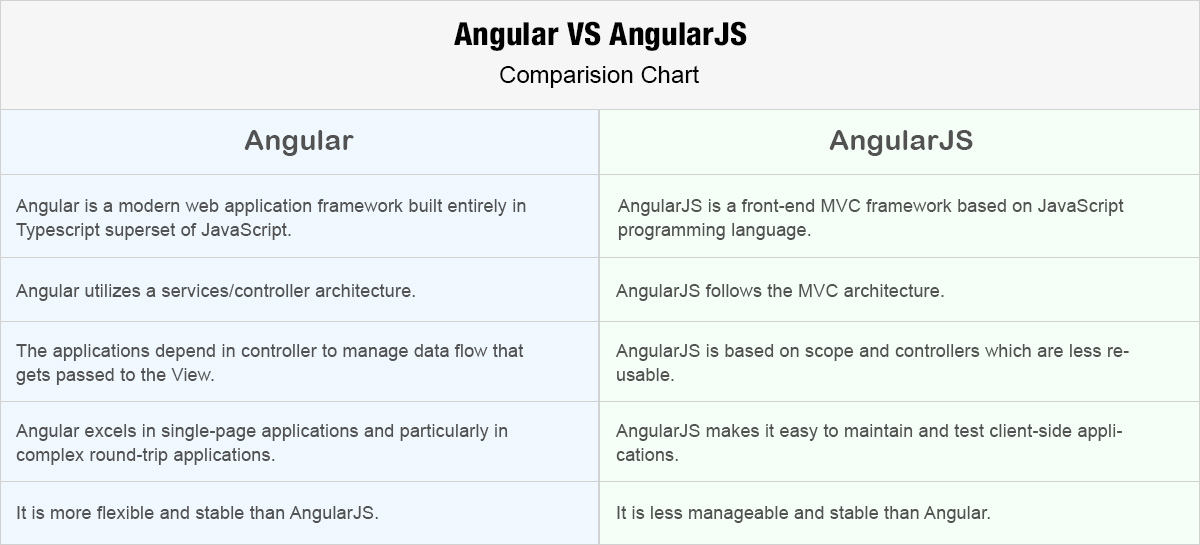 Angular VS AngularJS
Comparision Chart
Angular
AngularJS
Angular is a modern web application framework built entirely in
Typescript superset of JavaScript.
AngularJS is a front-end MVC framework based on JavaScript
programming language.
Angular utilizes a services/controller architecture.
AngularJS follows the MVC architecture.
The applications depend in controller to manage data flow that
gets passed to the View.
AngularJS is based on scope and controllers which are less re-
usable.
Angular excels in single-page applications and particularly in
complex round-trip applications.
AngularJS makes it easy to maintain and test client-side appli-
cations.
It is more flexible and stable than AngularJS.
It is less manageable and stable than Angular.